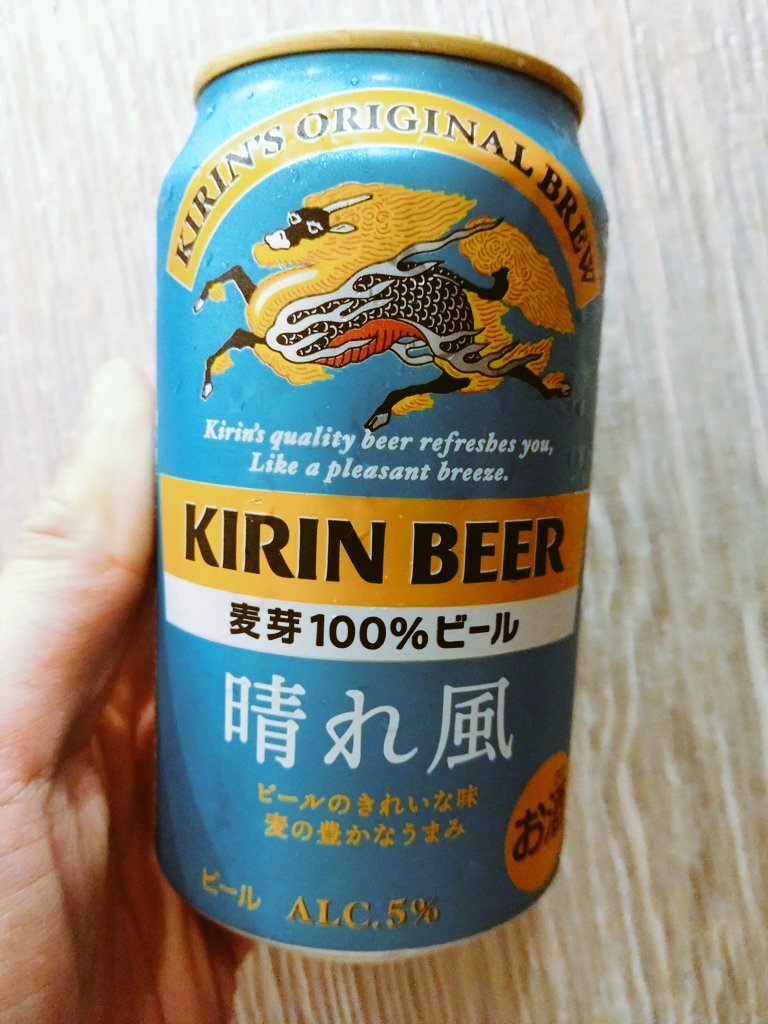 KIRIN'S ORIGINAL BREW
Kirin's quality beer refreshes you,
Like a pleasant breeze.
KIRIN BEER
麦芽100%ビール
晴れ風
ビールのきれいな味
麦の豊かなうまみ
お酒
ビール
ALC.5%